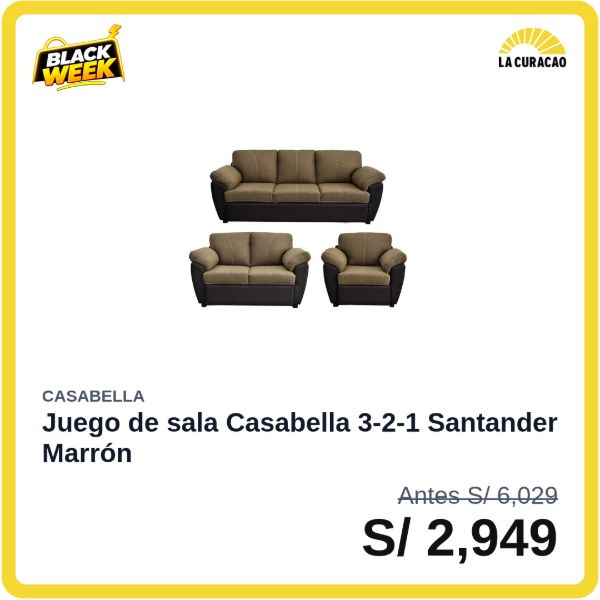 BLACK
WEEK
LA CURACAO
CASABELLA
Juego de sala Casabella 3-2-1 Santander
Marrón
Antes S/ 6,029
S/ 2,949